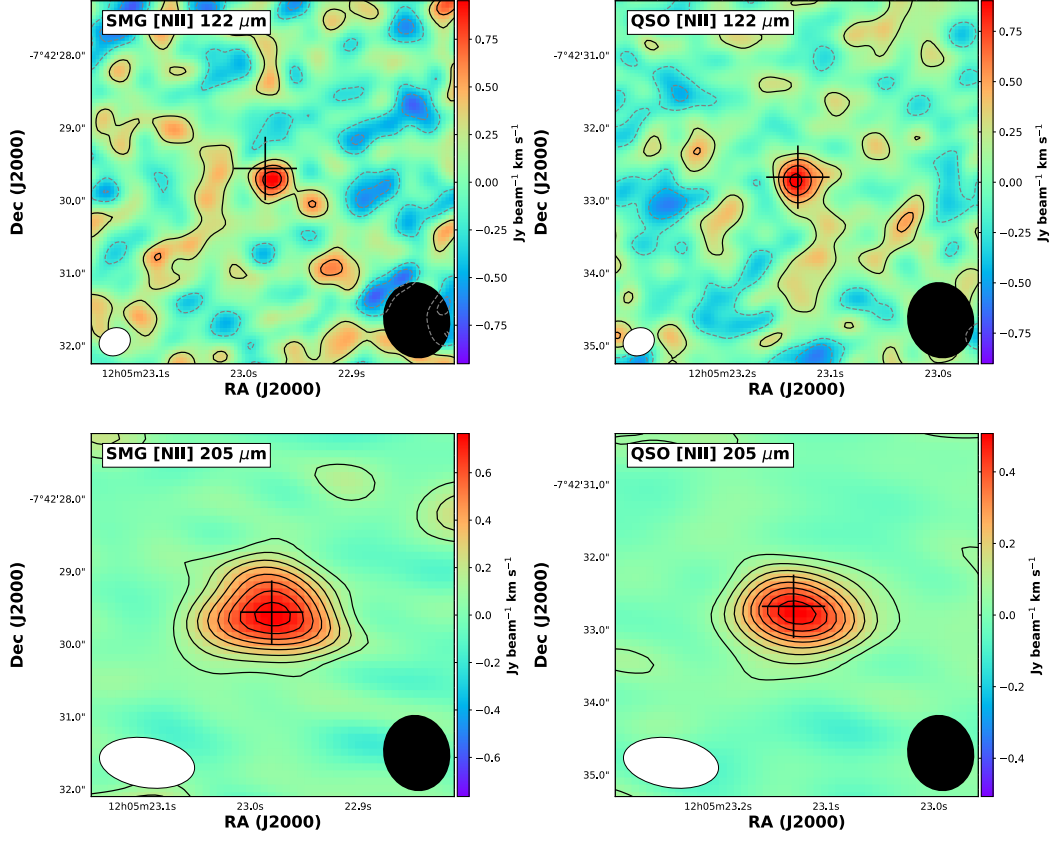 SMG [NII] 122 μm
-7°42'28.0"
29.0"
30.0"
31.0"
32.0"
Dec (J2000)
12h05m23.1s
23.0s
22.9s
RA (J2000)
0.75
0.50
0.25
0.00
−0.25
−0.50
−0.75
Jy beam⁻¹ km s⁻¹
QSO [NII] 122 μm
-7°42'31.0"
32.0"
33.0"
34.0"
35.0"
Dec (J2000)
12h05m23.2s
23.1s
23.0s
RA (J2000)
0.75
0.50
0.25
0.00
−0.25
−0.50
−0.75
Jy beam⁻¹ km s⁻¹
SMG [NII] 205 μm
-7°42'28.0"
29.0"
30.0"
31.0"
32.0"
Dec (J2000)
12h05m23.1s
23.0s
22.9s
RA (J2000)
0.6
0.4
0.2
0.0
−0.2
−0.4
−0.6
Jy beam⁻¹ km s⁻¹
QSO [NII] 205 μm
-7°42'31.0"
32.0"
33.0"
34.0"
35.0"
Dec (J2000)
12h05m23.2s
23.1s
23.0s
RA (J2000)
0.4
0.2
0.0
−0.2
−0.4
Jy beam⁻¹ km s⁻¹